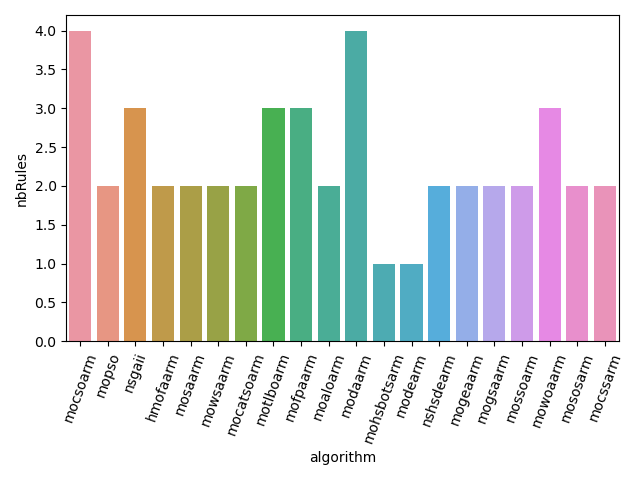 4.0
3.5
3.0
2.5
2.0
1.5
1.0
0.5
0.0
nbRules
mocsoarm
mopso
nsgaii
hmofaarm
mosaarm
mowsaarm
mocatsoarm
motlboarm
mofpaarm
moaloarm
modaarm
mohsbotsarm
modearm
nshsdearm
mogeaarm
mogsaarm
mossoarm
mowoaarm
mososarm
mocssarm
algorithm